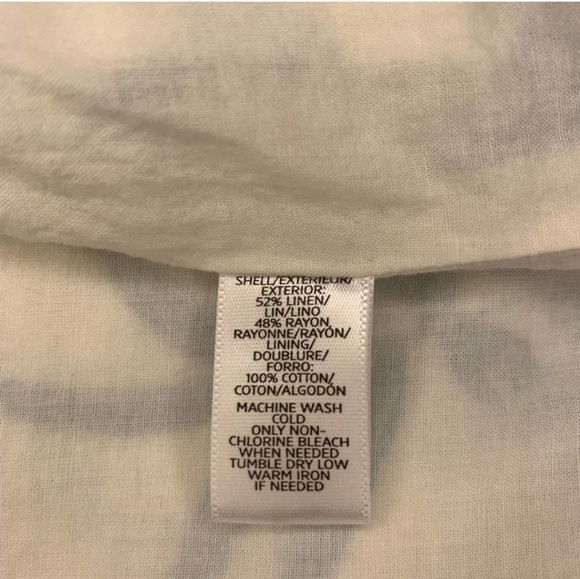 SHELL/EXTERIEUR/
EXTERIOR:
52% LINEN/
LIN/LINO
48% RAYON,
RAYONNE/RAYÓN/
LINING/
DOUBLURE/
FORRO:
100% COTTON/
COTON/ALGODÓN
MACHINE WASH
COLD
ONLY NON-
CHLORINE BLEACH
WHEN NEEDED
TUMBLE DRY LOW
WARM IRON
IF NEEDED